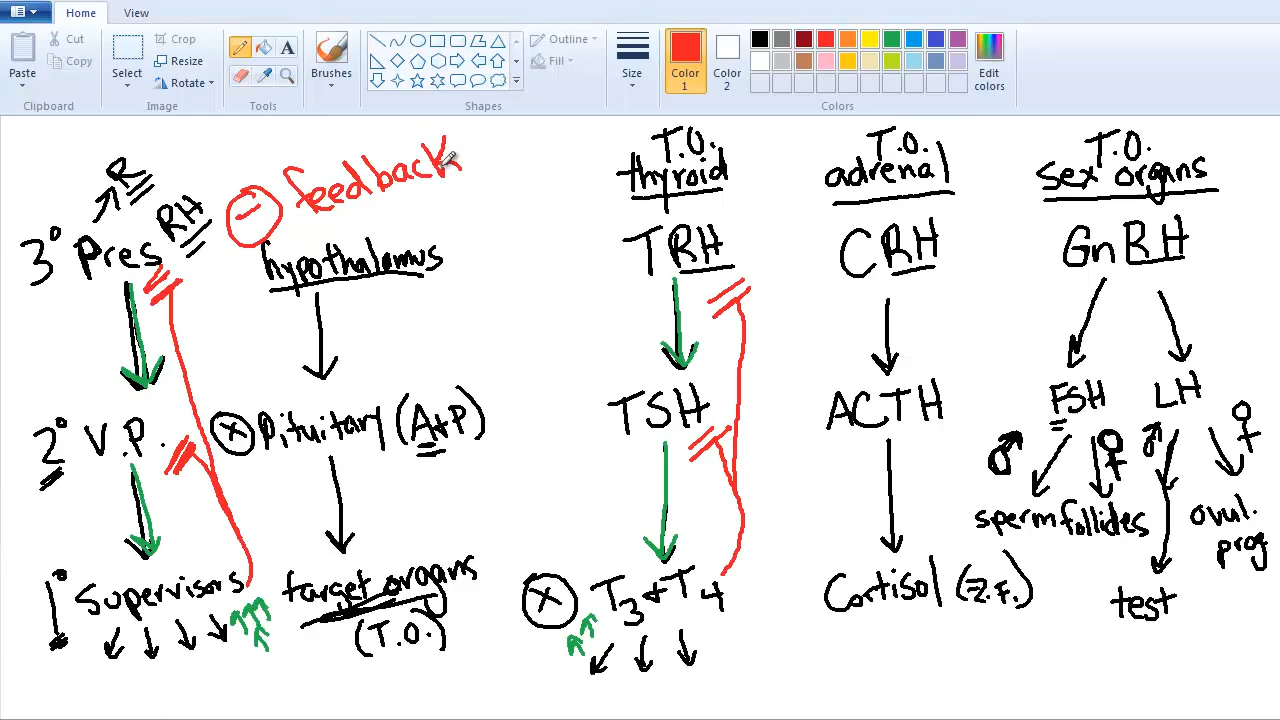 Home
View
Paste
Cut
Copy
Clipboard
Select
Crop
Resize
Rotate
Image
A
Tools
Brushes
Shapes
Outline
Fill
Size
Color 1
Color 2
Edit colors
Colors
R
RH
3° Pres
2° V.P.
1° Supervisors
− feedback
hypothalamus
x Pituitary (A+P)
target organs
(T.O.)
T.O.
thyroid
TRH
TSH
x T3+T4
T.O.
adrenal
CRH
ACTH
Cortisol (Z.F.)
T.O.
sex organs
GnRH
FSH LH
♂ ♀ ♂ ♀
sperm follicles
ovul.
prog
test